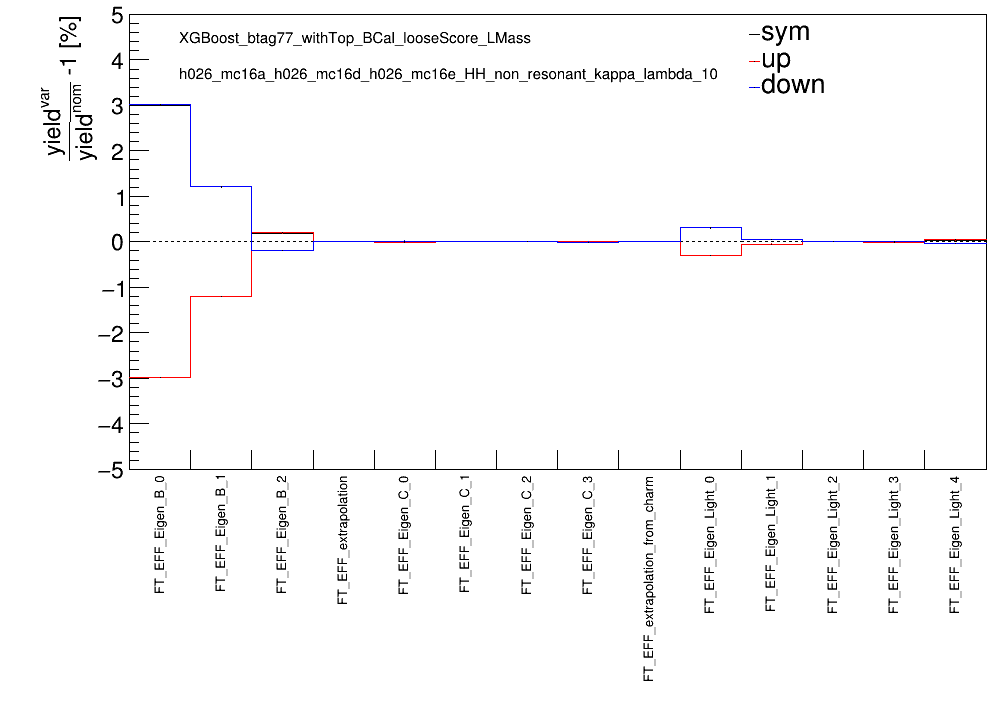 XGBoost_btag77_withTop_BCal_looseScore_LMass
h026_mc16a_h026_mc16d_h026_mc16e_HH_non_resonant_kappa_lambda_10
sym
up
down
yield^var
yield^nom
-1 [%]
5
4
3
2
1
0
−1
−2
−3
−4
−5
FT_EFF_Eigen_B_0
FT_EFF_Eigen_B_1
FT_EFF_Eigen_B_2
FT_EFF_extrapolation
FT_EFF_Eigen_C_0
FT_EFF_Eigen_C_1
FT_EFF_Eigen_C_2
FT_EFF_Eigen_C_3
FT_EFF_extrapolation_from_charm
FT_EFF_Eigen_Light_0
FT_EFF_Eigen_Light_1
FT_EFF_Eigen_Light_2
FT_EFF_Eigen_Light_3
FT_EFF_Eigen_Light_4